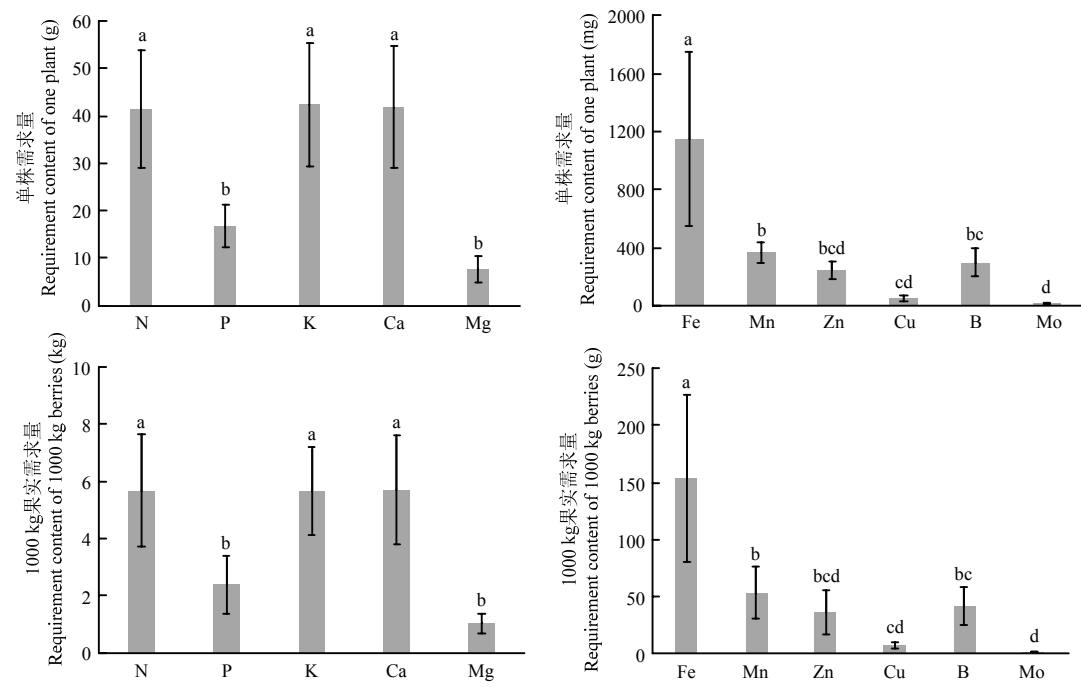 单株需求量
Requirement content of one plant (g)
60
50
40
30
20
10
0
a
b
a
a
b
N P K Ca Mg
单株需求量
Requirement content of one plant (mg)
2000
1600
1200
800
400
0
a
b
bcd
cd
bc
d
Fe Mn Zn Cu B Mo
1000 kg果实需求量
Requirement content of 1000 kg berries (kg)
10
8
6
4
2
0
a
b
a
a
b
N P K Ca Mg
1000 kg果实需求量
Requirement content of 1000 kg berries (g)
250
200
150
100
50
0
a
b
bcd
cd
bc
d
Fe Mn Zn Cu B Mo